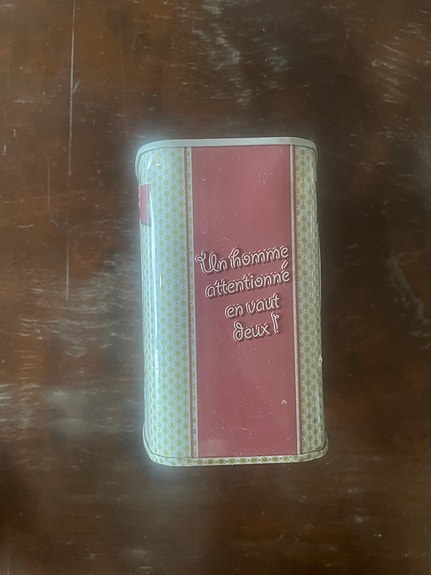 Un homme
attentionné
en vaut
deux !